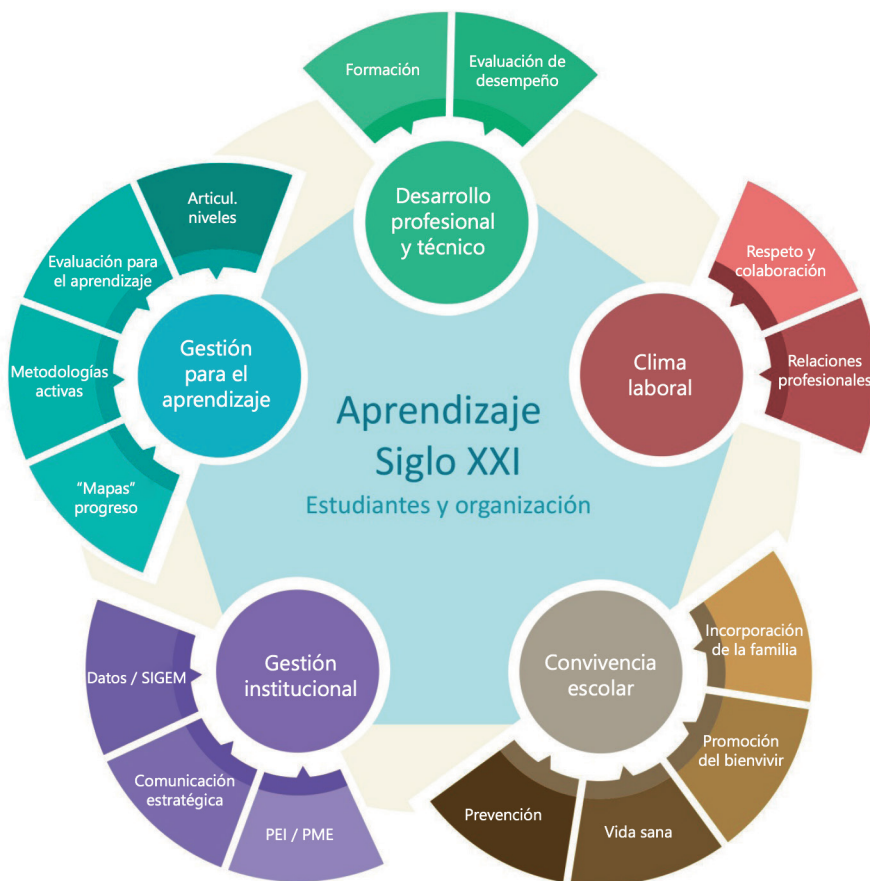 Formación
Evaluación de
desempeño
Desarrollo
profesional
y técnico
Articul.
niveles
Evaluación para
el aprendizaje
Metodologías
activas
“Mapas”
progreso
Gestión
para el
aprendizaje
Respeto y
colaboración
Relaciones
profesionales
Clima
laboral
Aprendizaje
Siglo XXI
Estudiantes y organización
Datos / SIGEM
Comunicación
estratégica
PEI / PME
Gestión
institucional
Convivencia
escolar
Incorporación
de la familia
Promoción
del bienvivir
Vida sana
Prevención